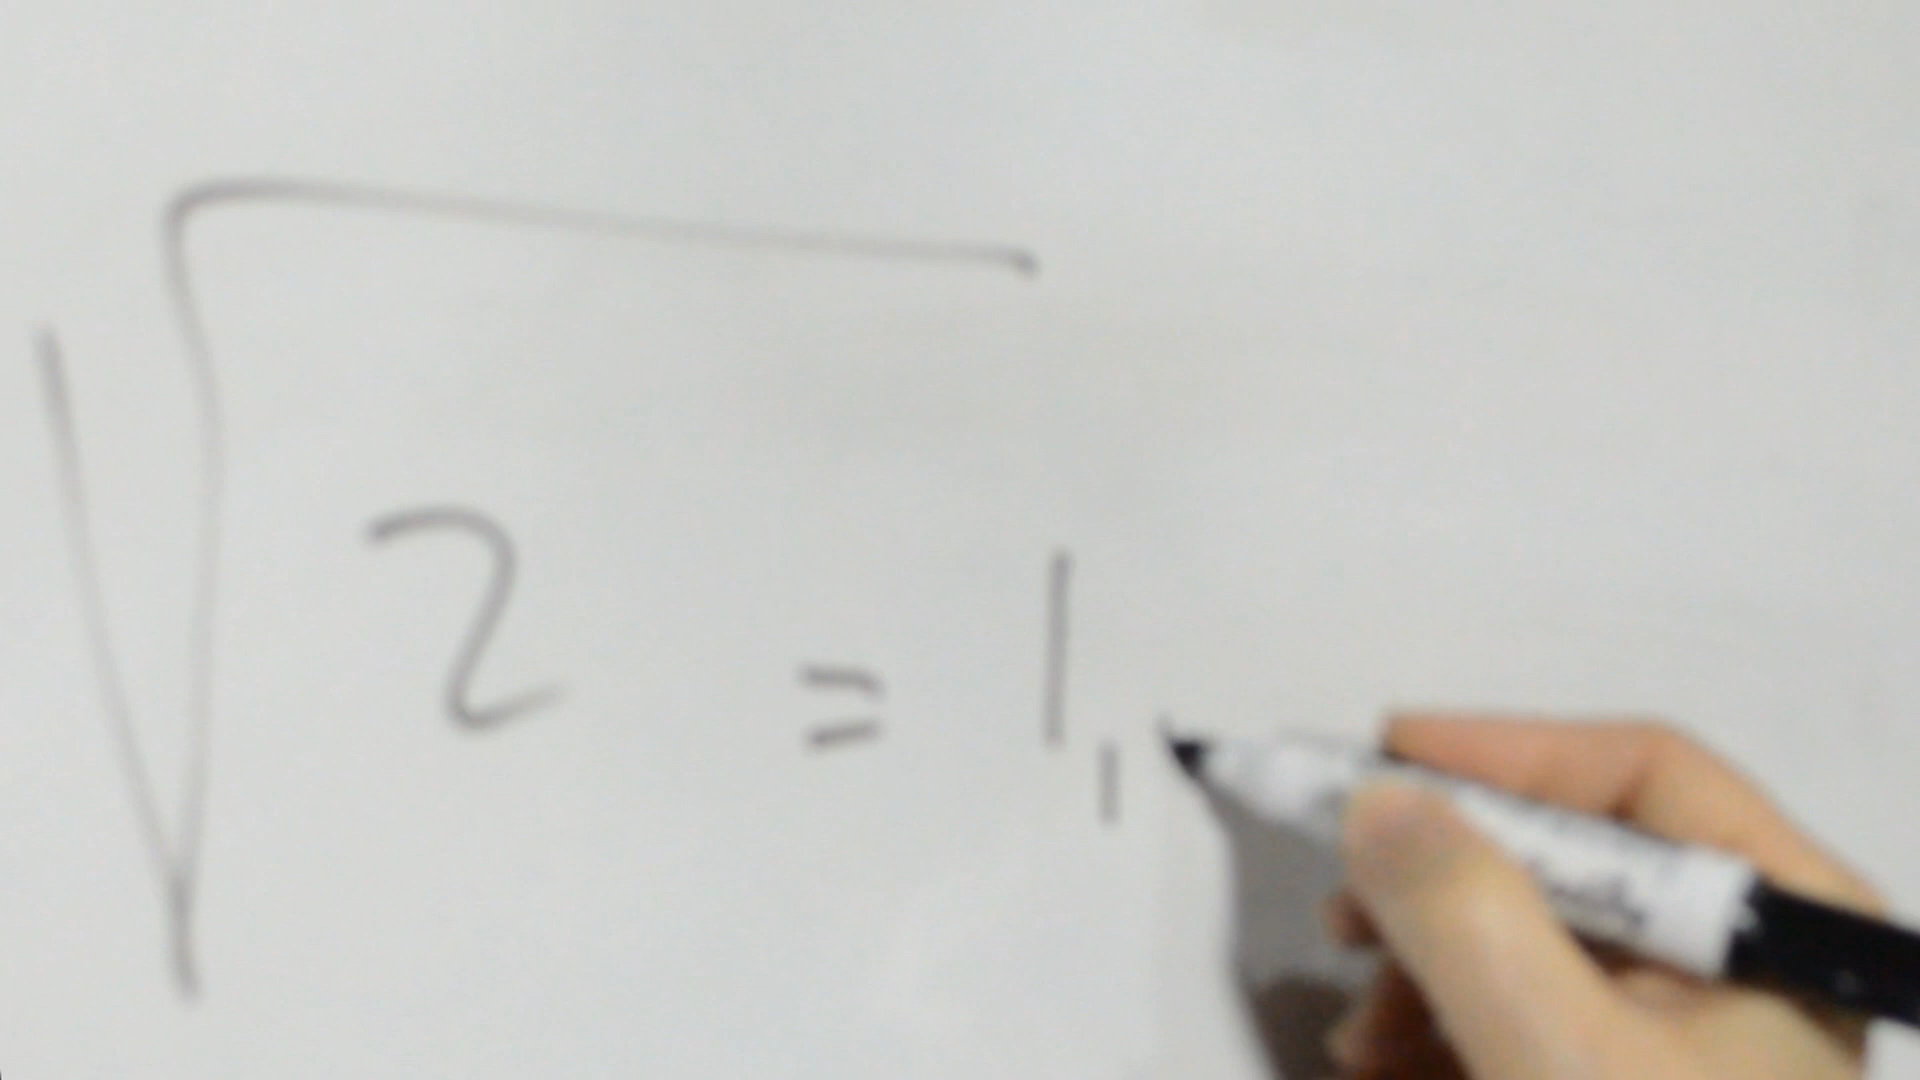 √2 = 1,